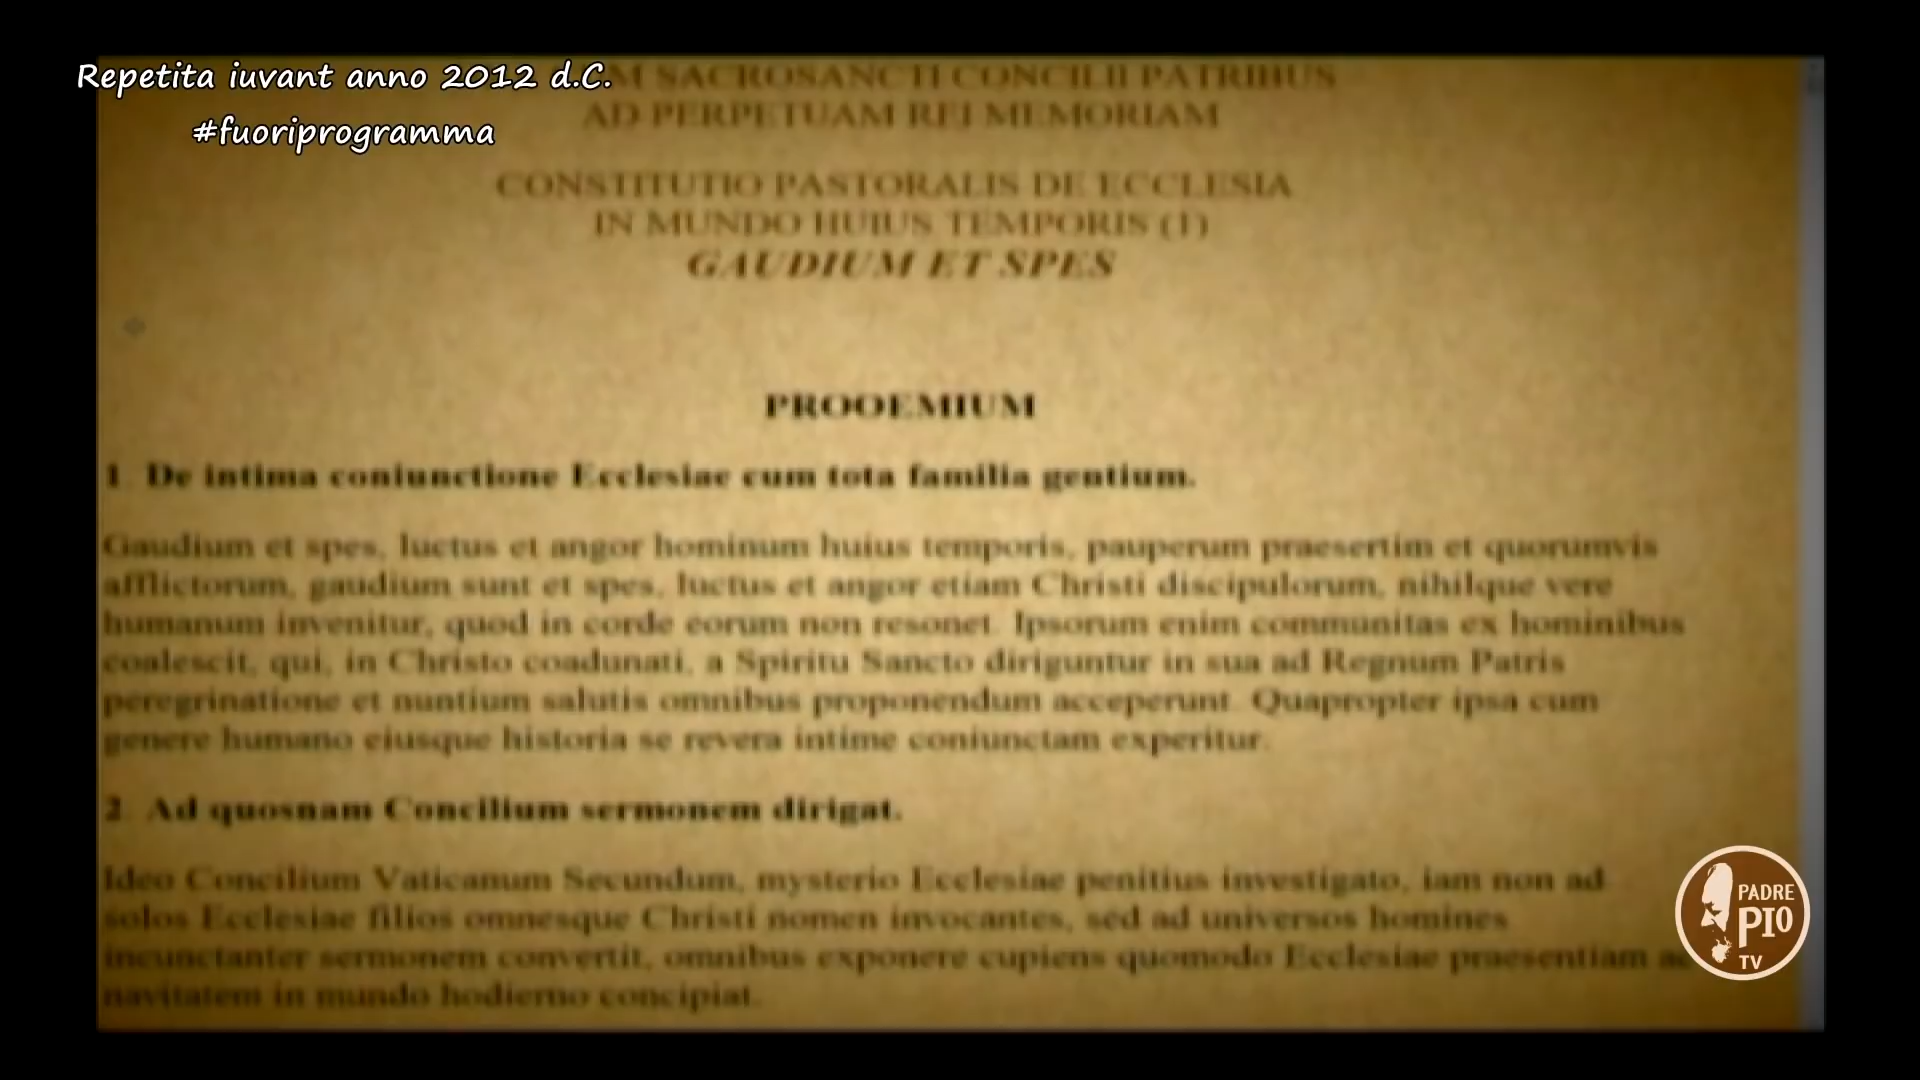 Repetita iuvant anno 2012 d.C.
#fuoriprogramma
M SACROSANCTI CONCILII PATRIBUS
AD PERPETUAM REI MEMORIAM
CONSTITUTIO PASTORALIS DE ECCLESIA
IN MUNDO HUIUS TEMPORIS (1)
GAUDIUM ET SPES
PROOEMIUM
1. De intima coniunctione Ecclesiae cum tota familia gentium.
Gaudium et spes, luctus et angor hominum huius temporis, pauperum praesertim et quorumvis
afflictorum, gaudium sunt et spes, luctus et angor etiam Christi discipulorum, nihilque vere
humanum invenitur, quod in corde eorum non resonet. Ipsorum enim communitas ex hominibus
coalescit, qui, in Christo coadunati, a Spiritu Sancto diriguntur in sua ad Regnum Patris
peregrinatione et nuntium salutis omnibus proponendum acceperunt. Quapropter ipsa cum
genere humano eiusque historia se revera intime coniunctam experitur.
2. Ad quosnam Concilium sermonem dirigat.
Ideo Concilium Vaticanum Secundum, mysterio Ecclesiae penitius investigato, iam non ad
solos Ecclesiae filios omnesque Christi nomen invocantes, sed ad universos homines
incunctanter sermonem convertit, omnibus exponere cupiens quomodo Ecclesiae praesentiam ac
navitatem in mundo hodierno concipiat.
PADRE
PIO
TV